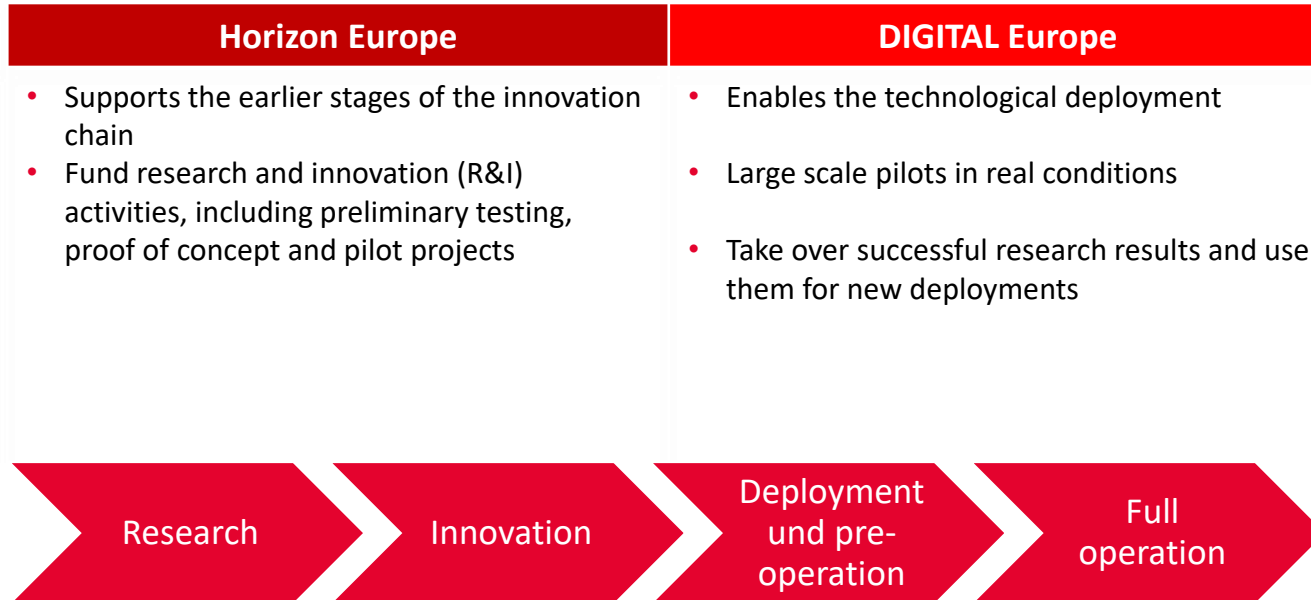 Horizon Europe
DIGITAL Europe
• Supports the earlier stages of the innovation
chain
• Fund research and innovation (R&I)
activities, including preliminary testing,
proof of concept and pilot projects
• Enables the technological deployment
• Large scale pilots in real conditions
• Take over successful research results and use
them for new deployments
Research
Innovation
Deployment
und pre-
operation
Full
operation